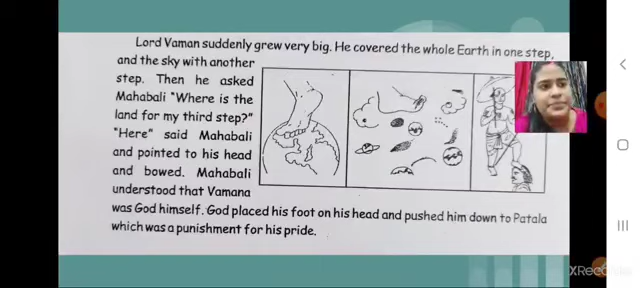 Lord Vaman suddenly grew very big. He covered the whole Earth in one step,
and the sky with another
step. Then he asked
Mahabali "Where is the
land for my third step?"
"Here" said Mahabali
and pointed to his head
and bowed. Mahabali
understood that Vamana
was God himself. God placed his foot on his head and pushed him down to Patala
which was a punishment for his pride.